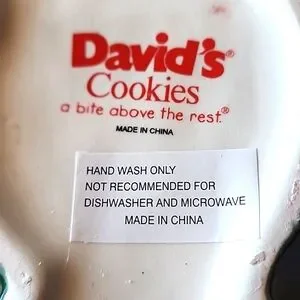 David's®
Cookies
a bite above the rest.®
MADE IN CHINA
HAND WASH ONLY
NOT RECOMMENDED FOR
DISHWASHER AND MICROWAVE
MADE IN CHINA